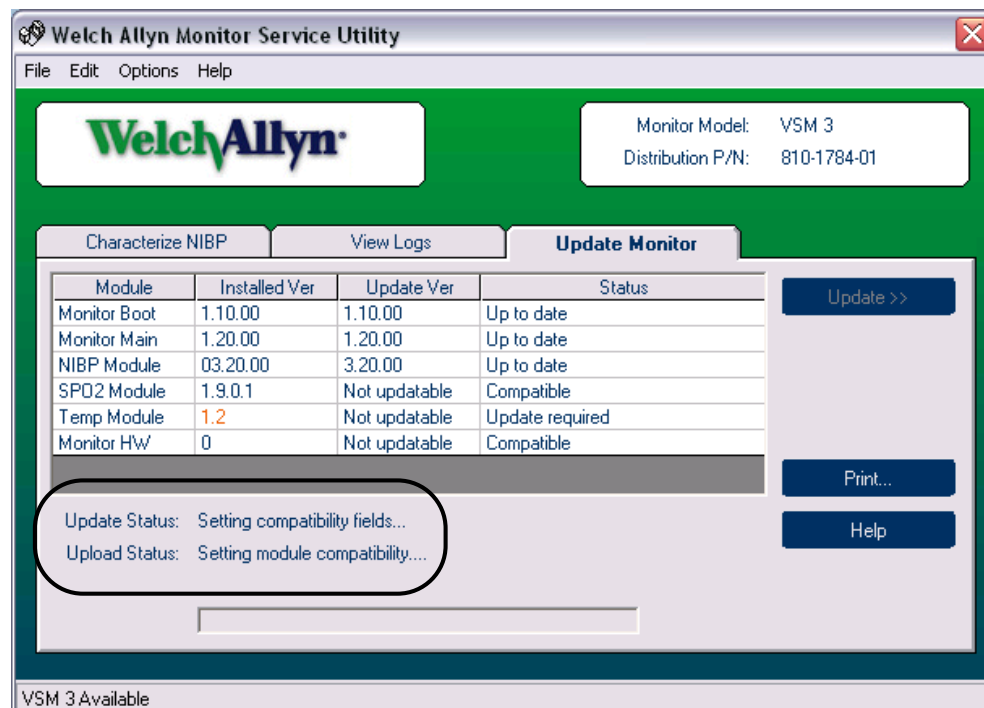 Welch Allyn Monitor Service Utility
File Edit Options Help
WelchAllyn
Monitor Model: VSM 3
Distribution P/N: 810-1784-01
Characterize NIBP View Logs Update Monitor
Module Installed Ver Update Ver Status
Monitor Boot 1.10.00 1.10.00 Up to date
Monitor Main 1.20.00 1.20.00 Up to date
NIBP Module 03.20.00 3.20.00 Up to date
SPO2 Module 1.9.0.1 Not updatable Compatible
Temp Module 1.2 Not updatable Update required
Monitor HW 0 Not updatable Compatible
Update >>
Print...
Help
Update Status: Setting compatibility fields...
Upload Status: Setting module compatibility....
VSM 3 Available